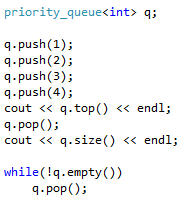 priority_queue<int> q;
q.push(1);
q.push(2);
q.push(3);
q.push(4);
cout << q.top() << endl;
q.pop();
cout << q.size() << endl;
while(!q.empty())
    q.pop();